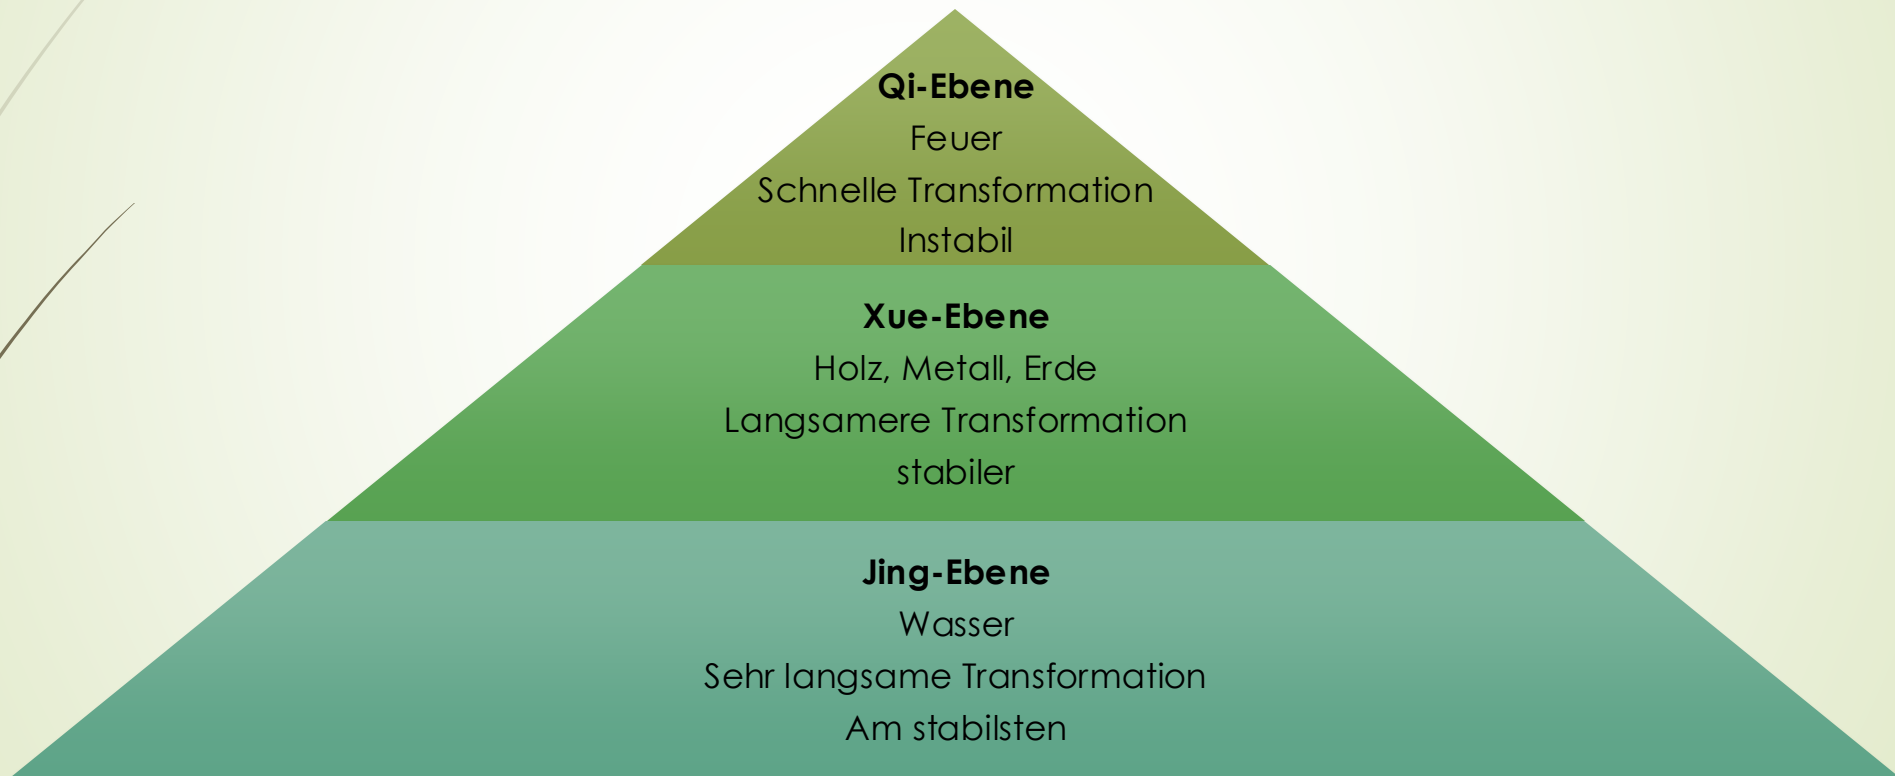 Qi-Ebene
Feuer
Schnelle Transformation
Instabil
Xue-Ebene
Holz, Metall, Erde
Langsamere Transformation
stabiler
Jing-Ebene
Wasser
Sehr langsame Transformation
Am stabilsten